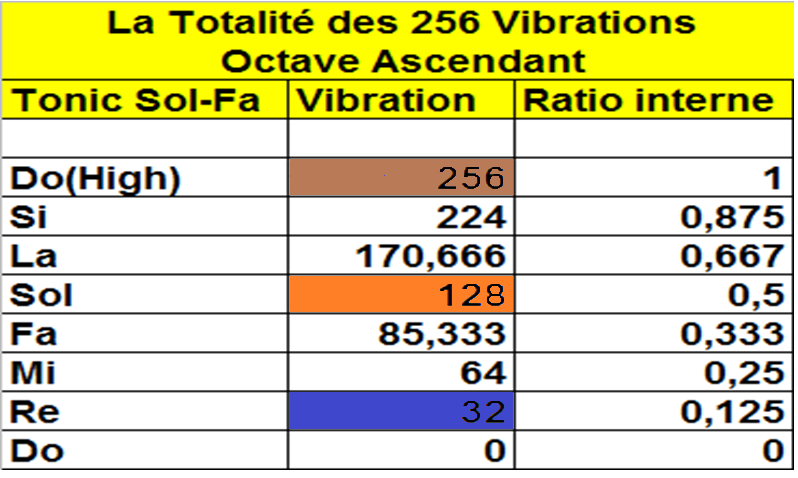 La Totalité des 256 Vibrations
Octave Ascendant
Tonic Sol-Fa Vibration Ratio interne
Do(High) 256 1
Si 224 0,875
La 170,666 0,667
Sol 128 0,5
Fa 85,333 0,333
Mi 64 0,25
Re 32 0,125
Do 0 0